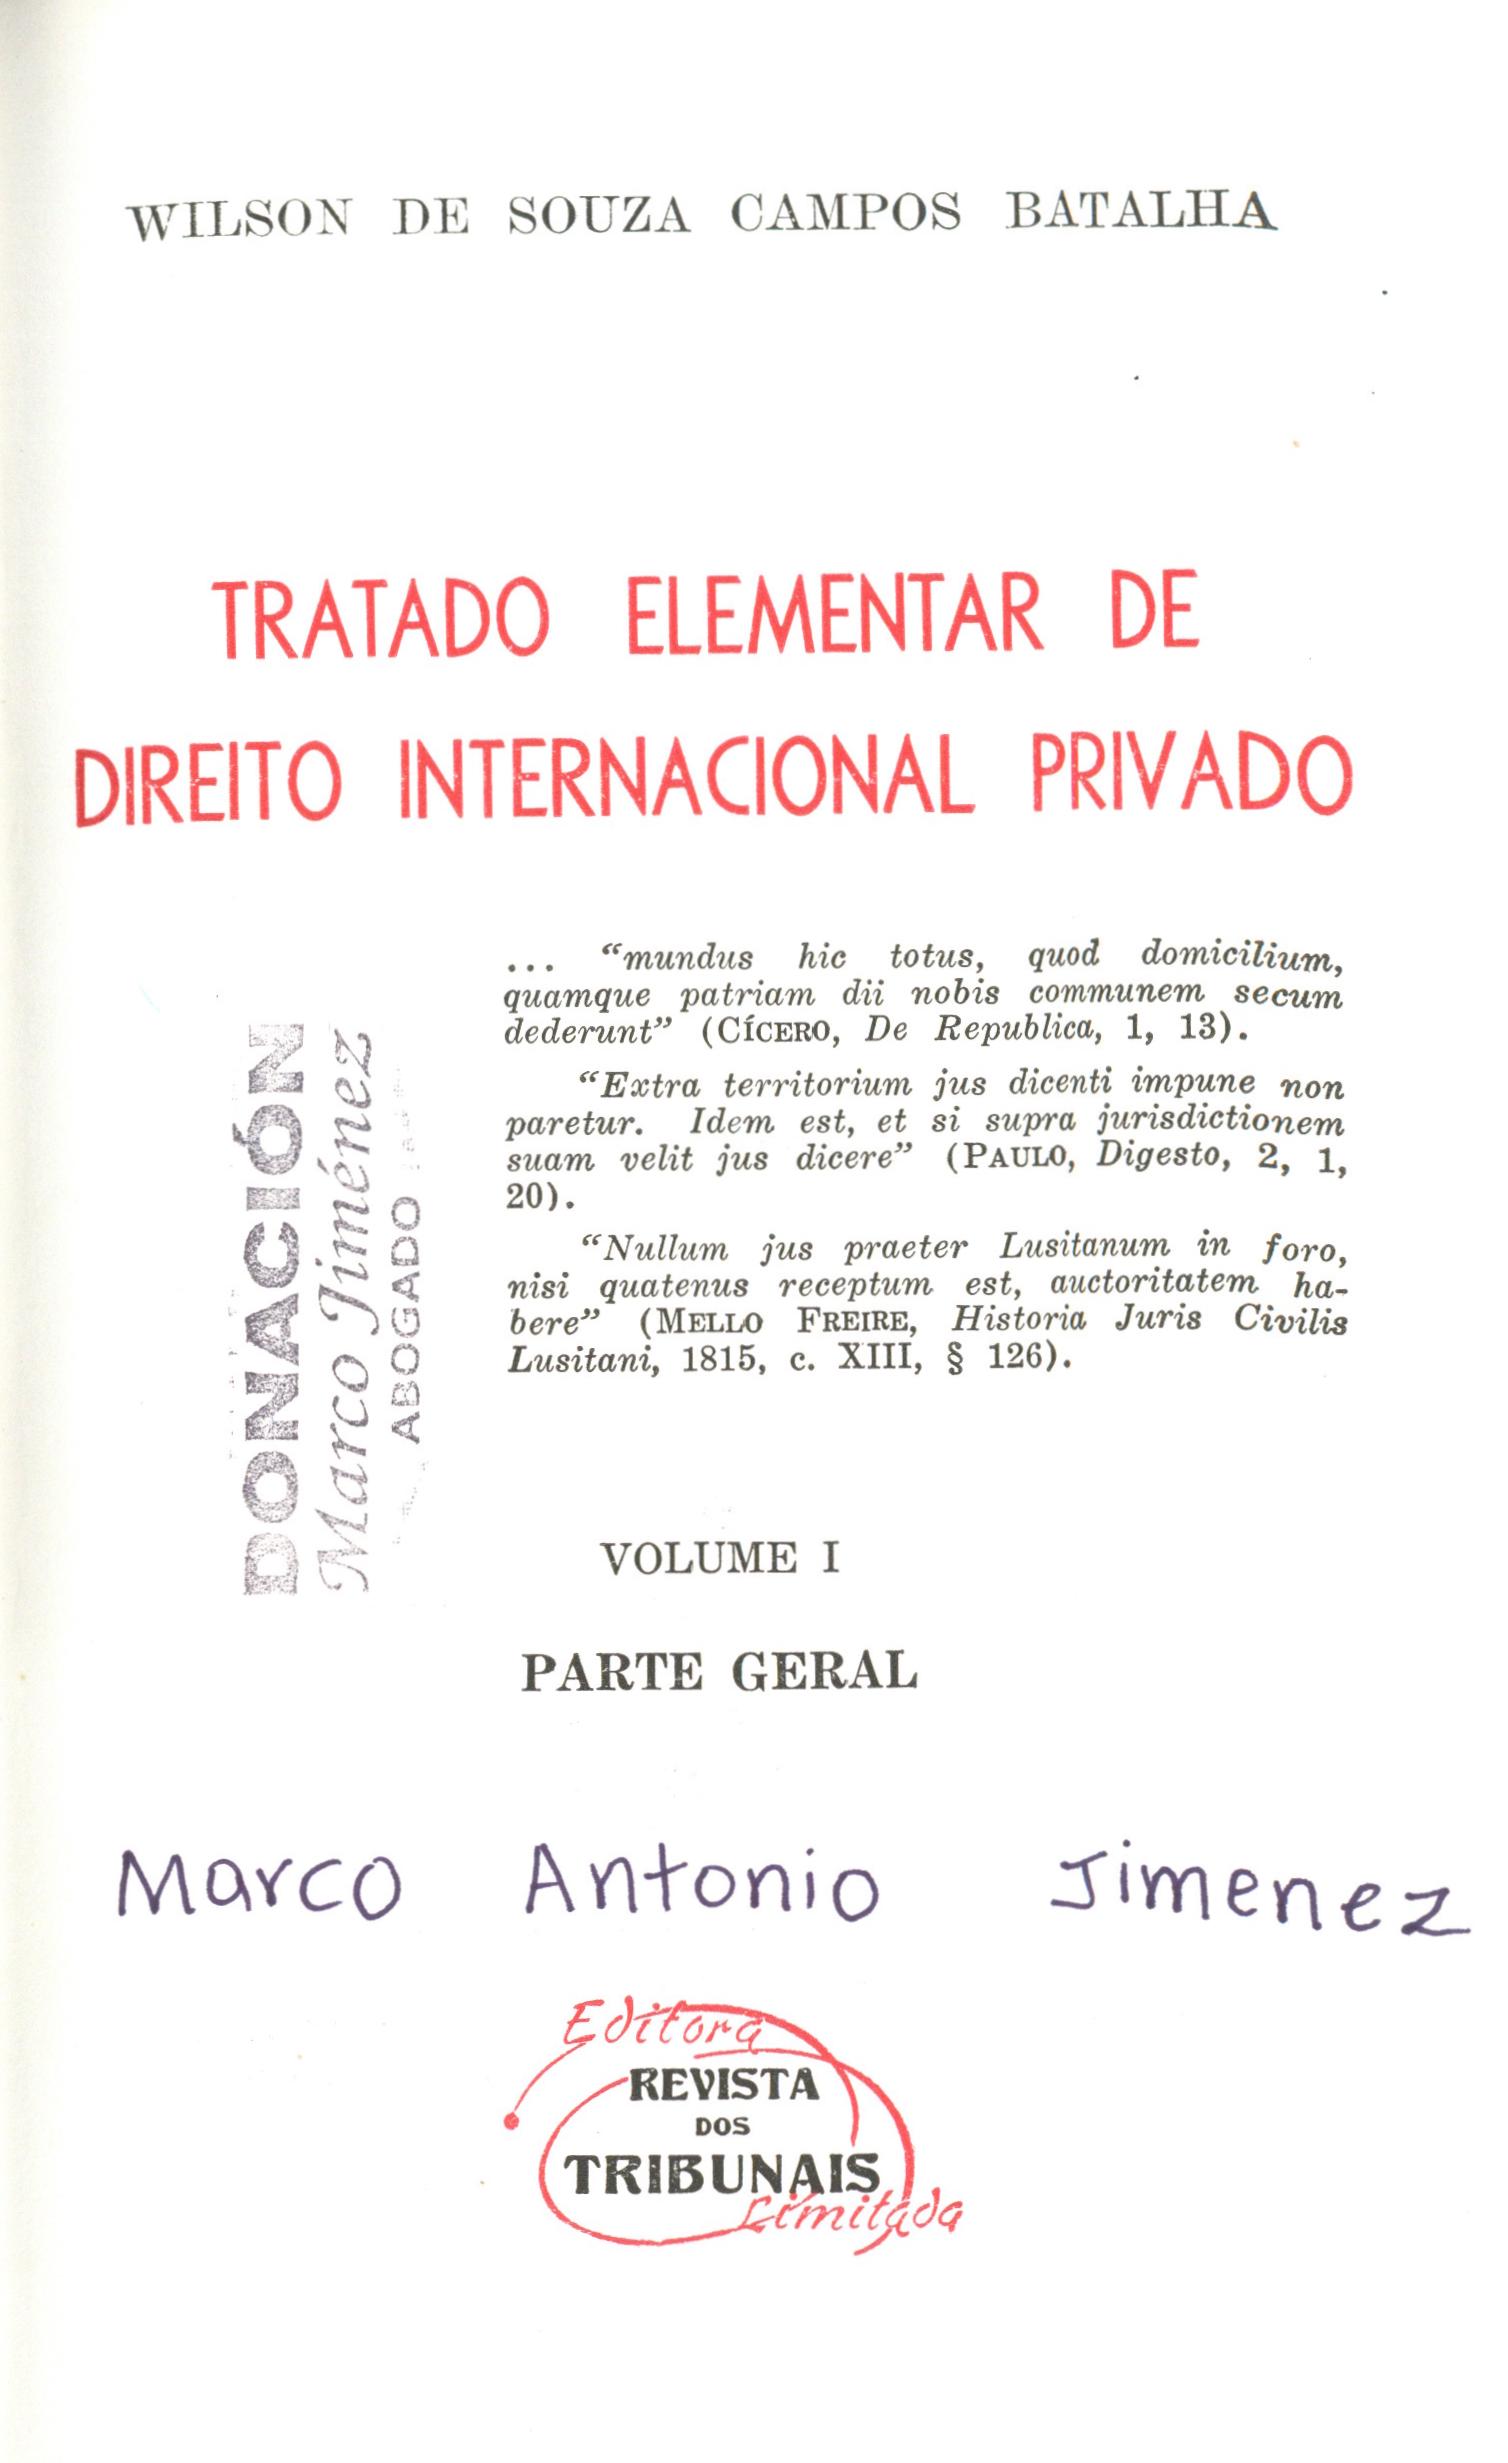 WILSON DE SOUZA CAMPOS BATALHA
TRATADO ELEMENTAR DE
DIREITO INTERNACIONAL PRIVADO
... “mundus hic totus, quod domicilium,
quamque patriam dii nobis communem secum
dederunt” (CÍCERO, De Republica, 1, 13).
“Extra territorium jus dicenti impune non
paretur. Idem est, et si supra jurisdictionem
suam velit jus dicere” (PAULO, Digesto, 2, 1,
20).
“Nullum jus praeter Lusitanum in foro,
nisi quatenus receptum est, auctoritatem ha-
bere” (MELLO FREIRE, Historia Juris Civilis
Lusitani, 1815, c. XIII, § 126).
DONACIÓN
Marco Jiménez
ABOGADO
VOLUME I
PARTE GERAL
Marco Antonio Jimenez
Editora
REVISTA
DOS
TRIBUNAIS
Limitada